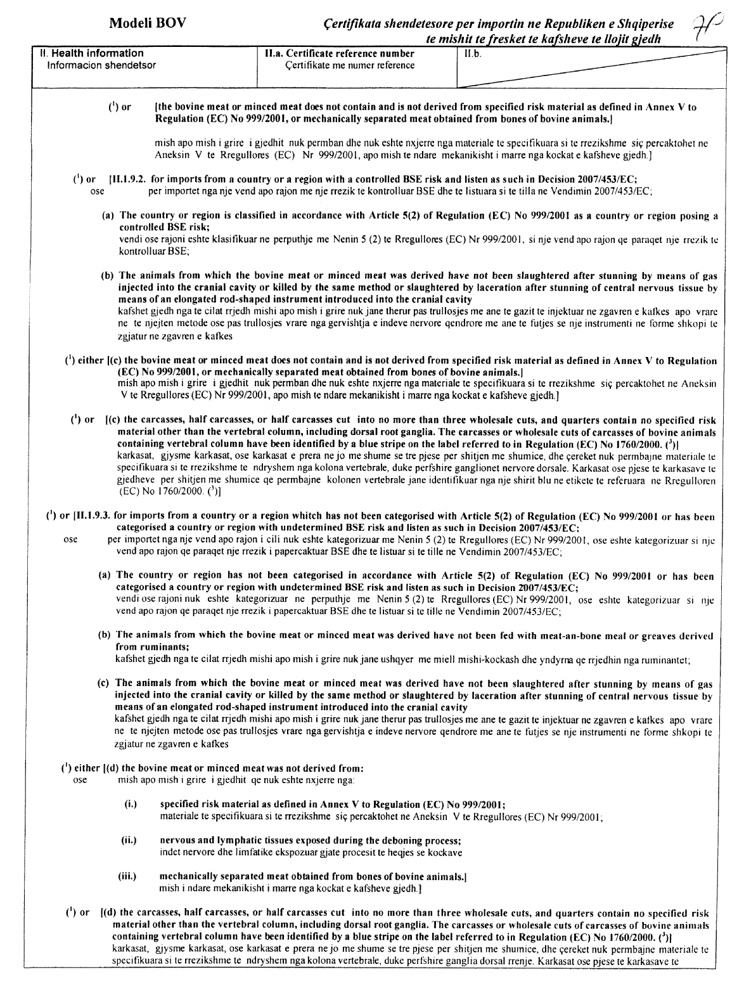 Modeli BOV
Çertifikata shendetesore per importin ne Republiken e Shqiperise
te mishit te fresket te kafsheve te llojit gjedh
II. Health information
Informacion shendetsor
II.a. Certificate reference number
Çertifikate me numer reference
II.b.
(¹) or [the bovine meat or minced meat does not contain and is not derived from specified risk material as defined in Annex V to
Regulation (EC) No 999/2001, or mechanically separated meat obtained from bones of bovine animals.]
mish apo mish i grire i gjedhit nuk permban dhe nuk eshte nxjerre nga materiale te specifikuara si te rrezikshme siç percaktohet ne
Aneksin V te Rregullores (EC) Nr 999/2001, apo mish te ndare mekanikisht i marre nga kockat e kafsheve gjedh.]
(¹) or [II.1.9.2. for imports from a country or a region with a controlled BSE risk and listen as such in Decision 2007/453/EC;
ose per importet nga nje vend apo rajon me nje rrezik te kontrolluar BSE dhe te listuara si te tilla ne Vendimin 2007/453/EC;
(a) The country or region is classified in accordance with Article 5(2) of Regulation (EC) No 999/2001 as a country or region posing a
controlled BSE risk;
vendi ose rajoni eshte klasifikuar ne perputhje me Nenin 5 (2) te Rregullores (EC) Nr 999/2001, si nje vend apo rajon qe paraqet nje rrezik te
kontrolluar BSE;
(b) The animals from which the bovine meat or minced meat was derived have not been slaughtered after stunning by means of gas
injected into the cranial cavity or killed by the same method or slaughtered by laceration after stunning of central nervous tissue by
means of an elongated rod-shaped instrument introduced into the cranial cavity
kafshet gjedh nga te cilat rrjedh mishi apo mish i grire nuk jane therur pas trullosjes me ane te gazit te injektuar ne zgavren e kafkes apo vrare
ne te njejten metode ose pas trullosjes vrare nga gervishtja e indeve nervore qendrore me ane te futjes se nje instrumenti ne forme shkopi te
zgjatur ne zgavren e kafkes
(¹) either [(c) the bovine meat or minced meat does not contain and is not derived from specified risk material as defined in Annex V to Regulation
(EC) No 999/2001, or mechanically separated meat obtained from bones of bovine animals.]
mish apo mish i grire i gjedhit nuk permban dhe nuk eshte nxjerre nga materiale te specifikuara si te rrezikshme siç percaktohet ne Aneksin
V te Rregullores (EC) Nr 999/2001, apo mish te ndare mekanikisht i marre nga kockat e kafsheve gjedh.]
(¹) or [(c) the carcasses, half carcasses, or half carcasses cut into no more than three wholesale cuts, and quarters contain no specified risk
material other than the vertebral column, including dorsal root ganglia. The carcasses or wholesale cuts of carcasses of bovine animals
containing vertebral column have been identified by a blue stripe on the label referred to in Regulation (EC) No 1760/2000. (³)]
karkasat, gjysme karkasat, ose karkasat e prera ne jo me shume se tre pjese per shitjen me shumice, dhe çereket nuk permbajne materiale te
specifikuara si te rrezikshme te ndryshem nga kolona vertebrale, duke perfshire ganglionet nervore dorsale. Karkasat ose pjese te karkasave te
gjedheve per shitjen me shumice qe permbajne kolonen vertebrale jane identifikuar nga nje shirit blu ne etikete te referuara ne Rregulloren
(EC) No 1760/2000. (³)]
(¹) or [II.1.9.3. for imports from a country or a region whitch has not been categorised with Article 5(2) of Regulation (EC) No 999/2001 or has been
categorised a country or region with undetermined BSE risk and listen as such in Decision 2007/453/EC;
ose per importet nga nje vend apo rajon i cili nuk eshte kategorizuar me Nenin 5 (2) te Rregullores (EC) Nr 999/2001, ose eshte kategorizuar si nje
vend apo rajon qe paraqet nje rrezik i papercaktuar BSE dhe te listuar si te tille ne Vendimin 2007/453/EC;
(a) The country or region has not been categorised in accordance with Article 5(2) of Regulation (EC) No 999/2001 or has been
categorised a country or region with undetermined BSE risk and listen as such in Decision 2007/453/EC;
vendi ose rajoni nuk eshte kategorizuar ne perputhje me Nenin 5 (2) te Rregullores (EC) Nr 999/2001, ose eshte kategorizuar si nje
vend apo rajon qe paraqet nje rrezik i papercaktuar BSE dhe te listuar si te tille ne Vendimin 2007/453/EC;
(b) The animals from which the bovine meat or minced meat was derived have not been fed with meat-an-bone meal or greaves derived
from ruminants;
kafshet gjedh nga te cilat rrjedh mishi apo mish i grire nuk jane ushqyer me miell mishi-kockash dhe yndyrna qe rrjedhin nga ruminantet;
(c) The animals from which the bovine meat or minced meat was derived have not been slaughtered after stunning by means of gas
injected into the cranial cavity or killed by the same method or slaughtered by laceration after stunning of central nervous tissue by
means of an elongated rod-shaped instrument introduced into the cranial cavity
kafshet gjedh nga te cilat rrjedh mishi apo mish i grire nuk jane therur pas trullosjes me ane te gazit te injektuar ne zgavren e kafkes apo vrare
ne te njejten metode ose pas trullosjes vrare nga gervishtja e indeve nervore qendrore me ane te futjes se nje instrumenti ne forme shkopi te
zgjatur ne zgavren e kafkes
(¹) either [(d) the bovine meat or minced meat was not derived from:
ose mish apo mish i grire i gjedhit qe nuk eshte nxjerre nga:
(i.) specified risk material as defined in Annex V to Regulation (EC) No 999/2001;
materiale te specifikuara si te rrezikshme siç percaktohet ne Aneksin V te Rregullores (EC) Nr 999/2001;
(ii.) nervous and lymphatic tissues exposed during the deboning process;
indet nervore dhe limfatike ekspozuar gjate procesit te heqjes se kockave
(iii.) mechanically separated meat obtained from bones of bovine animals.]
mish i ndare mekanikisht i marre nga kockat e kafsheve gjedh.]
(¹) or [(d) the carcasses, half carcasses, or half carcasses cut into no more than three wholesale cuts, and quarters contain no specified risk
material other than the vertebral column, including dorsal root ganglia. The carcasses or wholesale cuts of carcasses of bovine animals
containing vertebral column have been identified by a blue stripe on the label referred to in Regulation (EC) No 1760/2000. (³)]
karkasat, gjysme karkasat, ose karkasat e prera ne jo me shume se tre pjese per shitjen me shumice, dhe çereket nuk permbajne materiale te
specifikuara si te rrezikshme te ndryshem nga kolona vertebrale, duke perfshire ganglia dorsal rrenje. Karkasat ose pjese te karkasave te